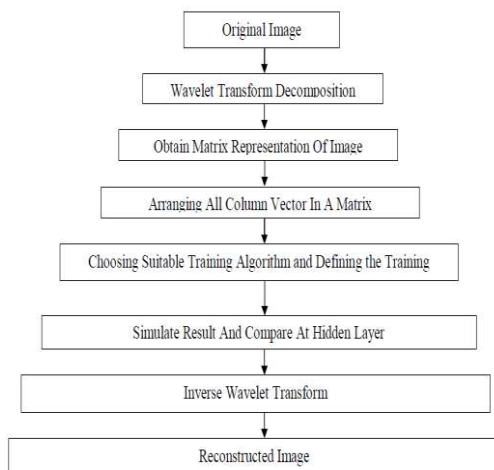 Original Image
Wavelet Transform Decomposition
Obtain Matrix Representation Of Image
Arranging All Column Vector In A Matrix
Choosing Suitable Training Algorithm and Defining the Training
Simulate Result And Compare At Hidden Layer
Inverse Wavelet Transform
Reconstructed Image